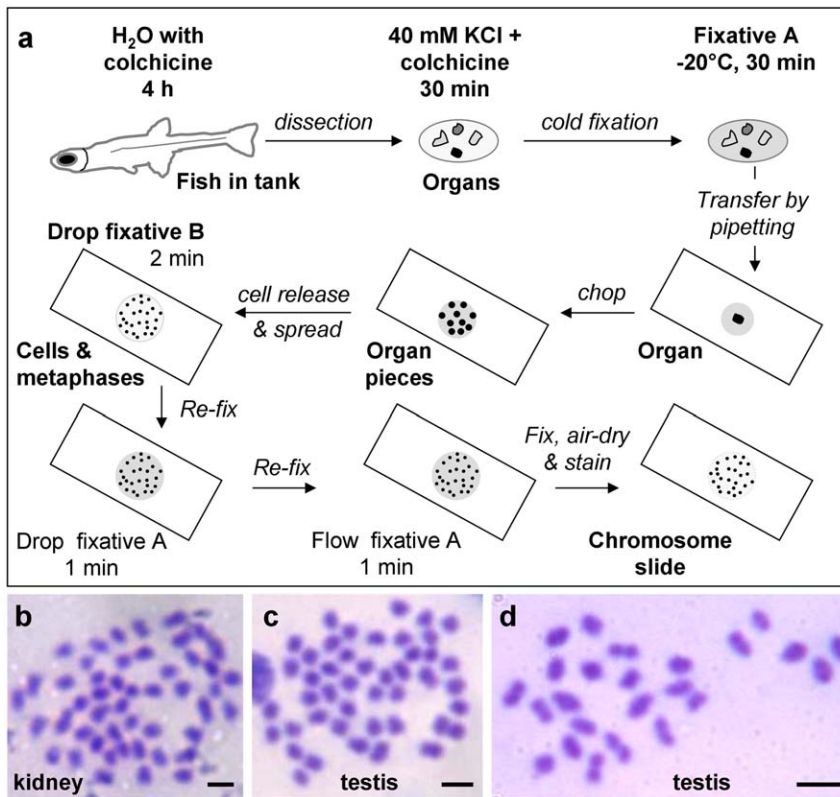 a
H₂O with
colchicine
4 h
40 mM KCl +
colchicine
30 min
Fixative A
-20°C, 30 min
dissection
cold fixation
Fish in tank
Organs
Transfer by
pipetting
Drop fixative B
2 min
cell release
& spread
chop
Cells &
metaphases
Organ
pieces
Organ
Re-fix
Re-fix
Fix, air-dry
& stain
Drop fixative A
1 min
Flow fixative A
1 min
Chromosome
slide
b
c
d
kidney
testis
testis